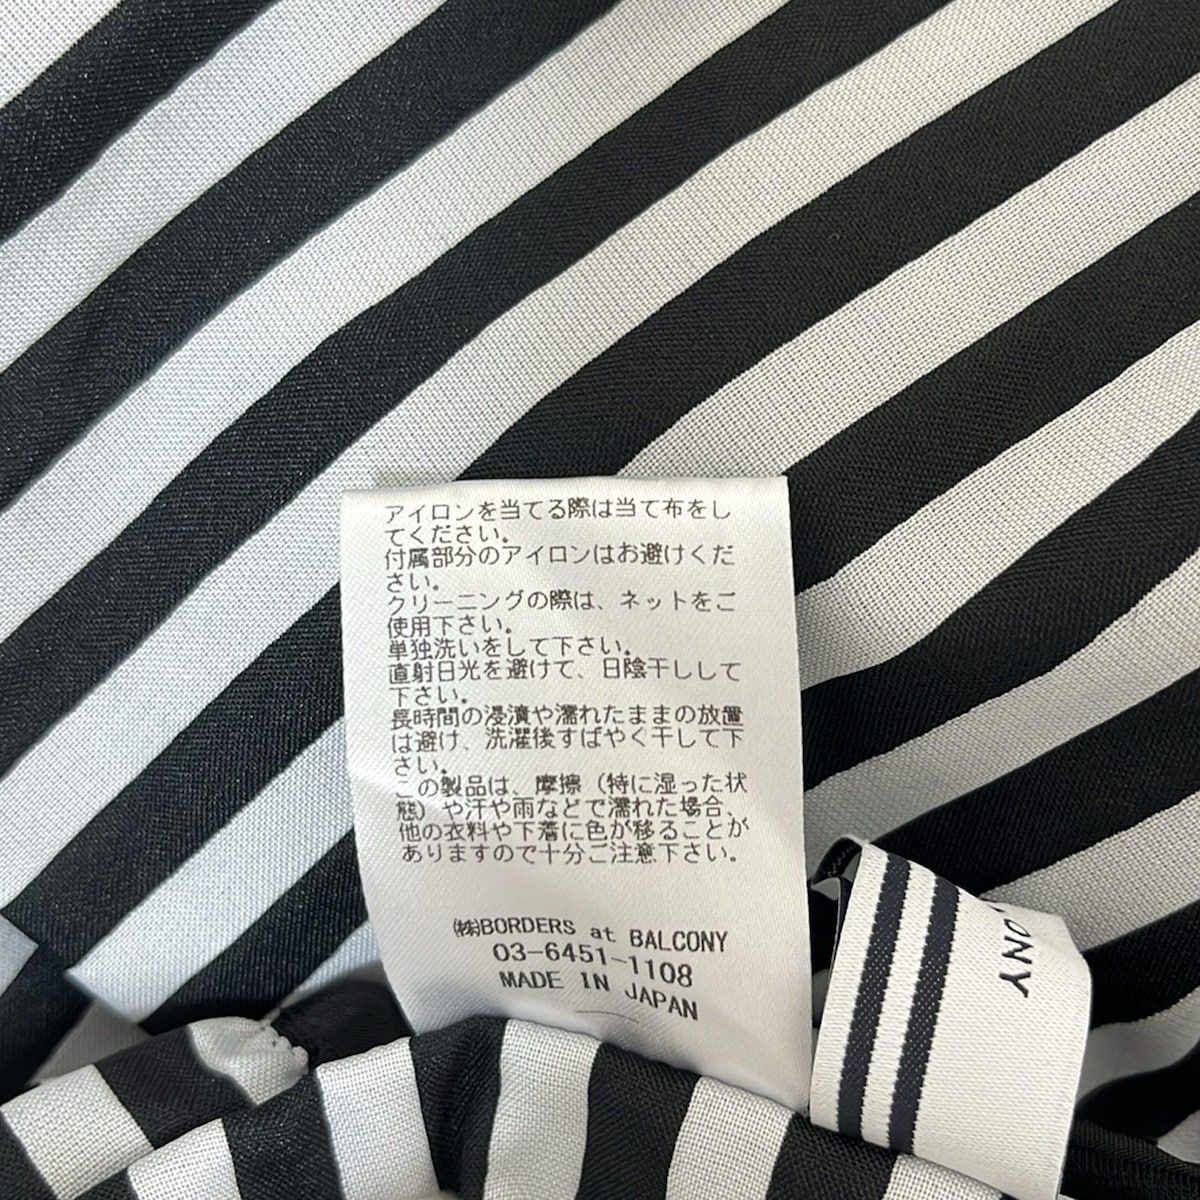 アイロンを当てる際は当て布をし
てください。
付属部分のアイロンはお避けくだ
さい。
クリーニングの際は、ネットをご
使用下さい。
単独洗いをして下さい。
直射日光を避けて、日陰干しして
下さい。
長時間の浸漬や濡れたままの放置
は避け、洗濯後すばやく干して下
さい。
この製品は、摩擦（特に湿った状
態）や汗や雨などで濡れた場合、
他の衣料や下着に色が移ることが
ありますので十分ご注意下さい。
㈱BORDERS at BALCONY
03-6451-1108
MADE IN JAPAN
ONY